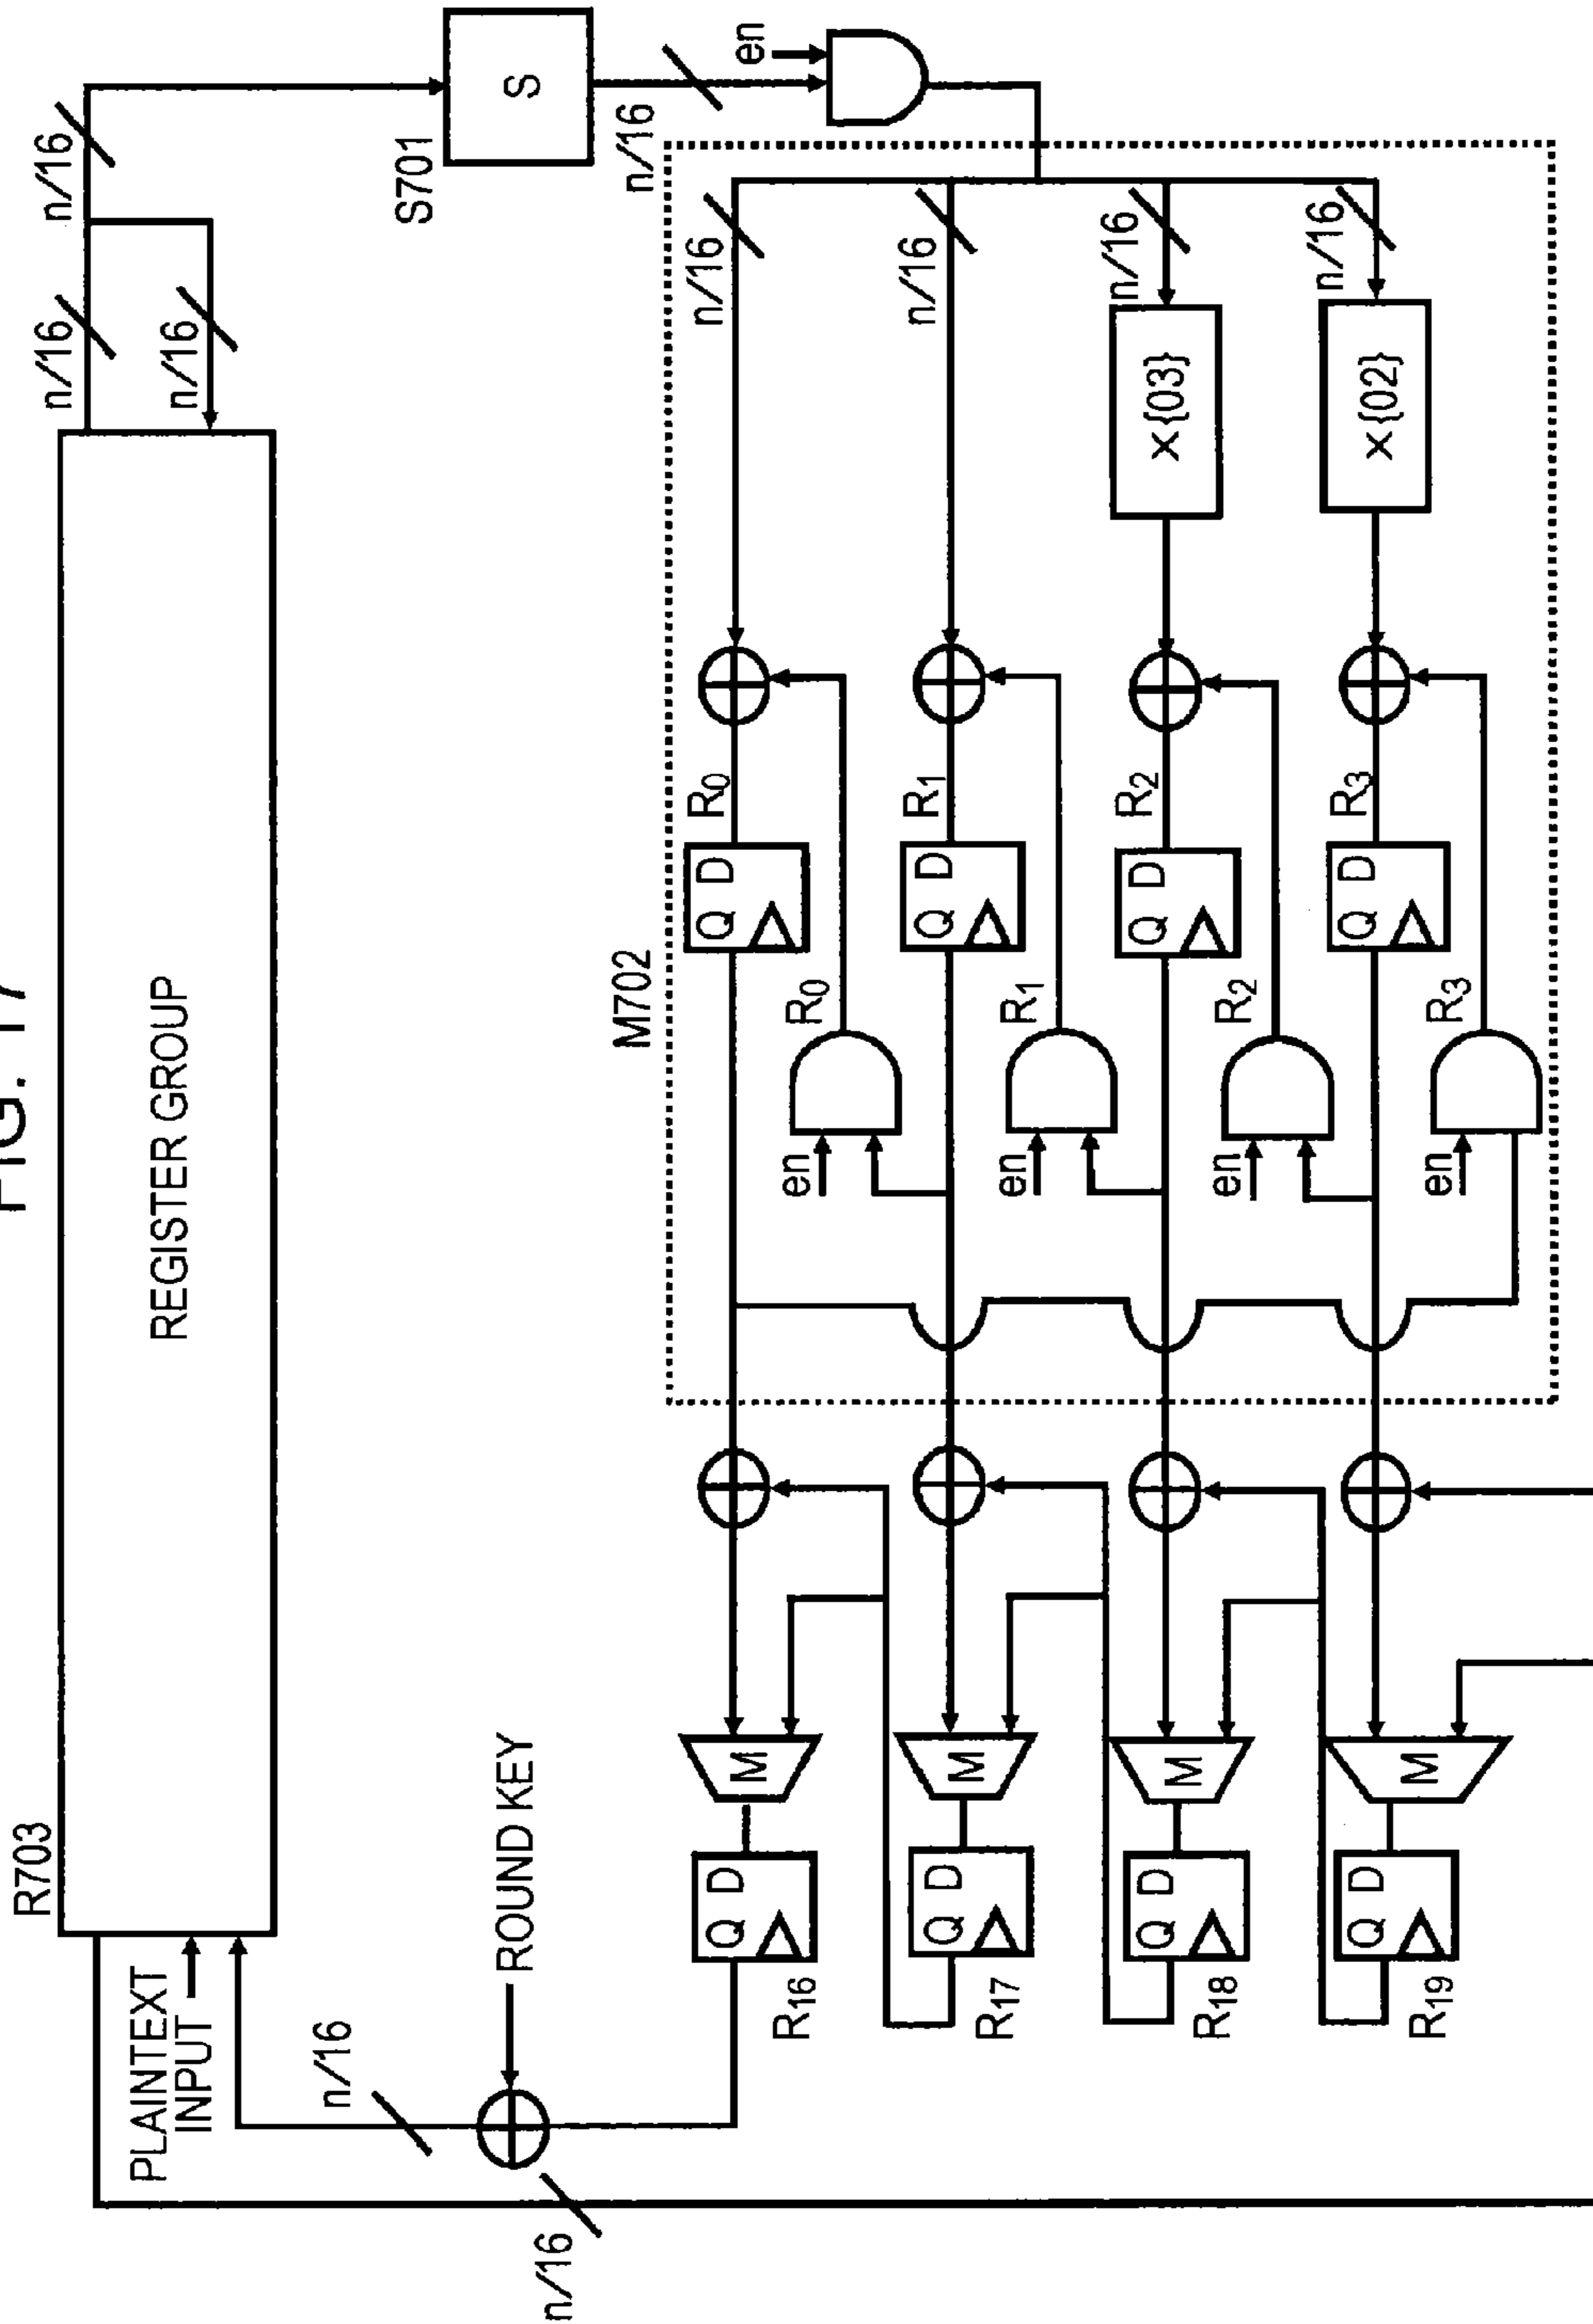 FIG. 17
R703
REGISTER GROUP
n/16
n/16
PLAINTEXT
INPUT
n/16
n/16
n/16
S701
S
ROUND KEY
n/16
n/16
M702
n/16
en
R0
M
Q D
Q D
R16
R0
n/16
en
R1
M
Q D
Q D
R17
R1
n/16
en
R2
x{03}
M
Q D
Q D
R18
R2
n/16
en
R3
x{02}
M
Q D
Q D
R19
R3
en